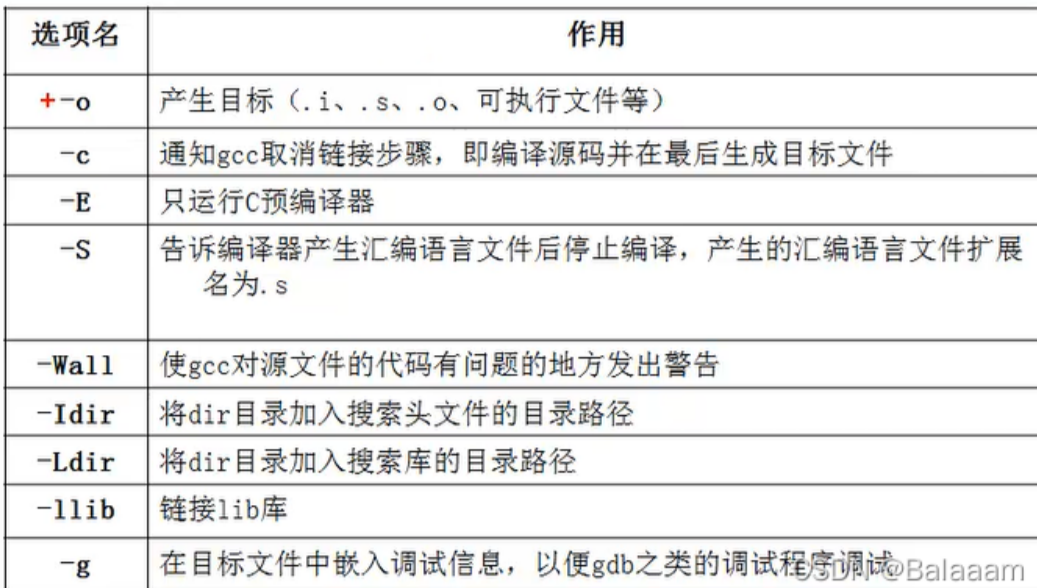 选项名 作用
+-o 产生目标（.i、.s、.o、可执行文件等）
-c 通知gcc取消链接步骤，即编译源码并在最后生成目标文件
-E 只运行C预编译器
-S 告诉编译器产生汇编语言文件后停止编译，产生的汇编语言文件扩展
名为.s
-Wall 使gcc对源文件的代码有问题的地方发出警告
-Idir 将dir目录加入搜索头文件的目录路径
-Ldir 将dir目录加入搜索库的目录路径
-llib 链接lib库
-g 在目标文件中嵌入调试信息，以便gdb之类的调试程序调试
CSDN @Balaaam